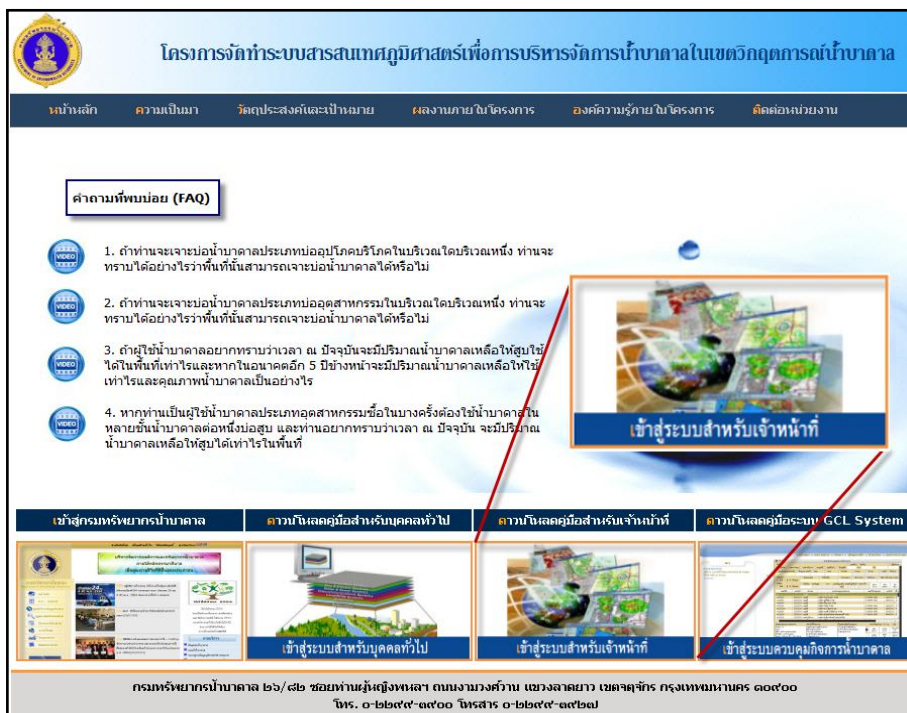 โครงการจัดทำระบบสารสนเทศภูมิศาสตร์เพื่อการบริหารจัดการน้ำบาดาลในเขตวิกฤตการณ์น้ำบาดาล
หน้าหลัก ความเป็นมา วัตถุประสงค์และเป้าหมาย ผลงานภายในโครงการ องค์ความรู้ภายในโครงการ ติดต่อหน่วยงาน
คำถามที่พบบ่อย (FAQ)
VIDEO
1. ถ้าท่านจะเจาะบ่อน้ำบาดาลประเภทบ่ออุปโภคบริโภคในบริเวณใดบริเวณหนึ่ง ท่านจะ
ทราบได้อย่างไรว่าพื้นที่นั้นสามารถเจาะบ่อน้ำบาดาลได้หรือไม่
VIDEO
2. ถ้าท่านจะเจาะบ่อน้ำบาดาลประเภทบ่ออุตสาหกรรมในบริเวณใดบริเวณหนึ่ง ท่านจะ
ทราบได้อย่างไรว่าพื้นที่นั้นสามารถเจาะบ่อน้ำบาดาลได้หรือไม่
VIDEO
3. ถ้าผู้ใช้น้ำบาดาลอยากทราบว่าเวลา ณ ปัจจุบันจะมีปริมาณน้ำบาดาลเหลือให้สูบใช้
ได้ในพื้นที่เท่าไรและหากในอนาคตอีก 5 ปีข้างหน้าจะมีปริมาณน้ำบาดาลเหลือให้ใช้
เท่าไรและคุณภาพน้ำบาดาลเป็นอย่างไร
VIDEO
4. หากท่านเป็นผู้ใช้น้ำบาดาลประเภทอุตสาหกรรมซึ่งในบางครั้งต้องใช้น้ำบาดาลใน
หลายชั้นน้ำบาดาลต่อหนึ่งบ่อสูบ และท่านอยากทราบว่าเวลา ณ ปัจจุบัน จะมีปริมาณ
น้ำบาดาลเหลือให้สูบได้เท่าไรในพื้นที่
เข้าสู่ระบบสำหรับเจ้าหน้าที่
เข้าสู่กรมทรัพยากรน้ำบาดาล ดาวน์โหลดคู่มือสำหรับบุคคลทั่วไป ดาวน์โหลดคู่มือสำหรับเจ้าหน้าที่ ดาวน์โหลดคู่มือระบบ GCL System
เข้าสู่ระบบสำหรับบุคคลทั่วไป เข้าสู่ระบบสำหรับเจ้าหน้าที่ เข้าสู่ระบบควบคุมกิจการน้ำบาดาล
กรมทรัพยากรน้ำบาดาล ๒๖/๘๒ ซอยท่านผู้หญิงพหลฯ ถนนงามวงศ์วาน แขวงลาดยาว เขตจตุจักร กรุงเทพมหานคร ๑๐๙๐๐
โทร. ๐-๒๒๙๙-๓๙๐๐ โทรสาร ๐-๒๒๙๙-๓๙๒๗